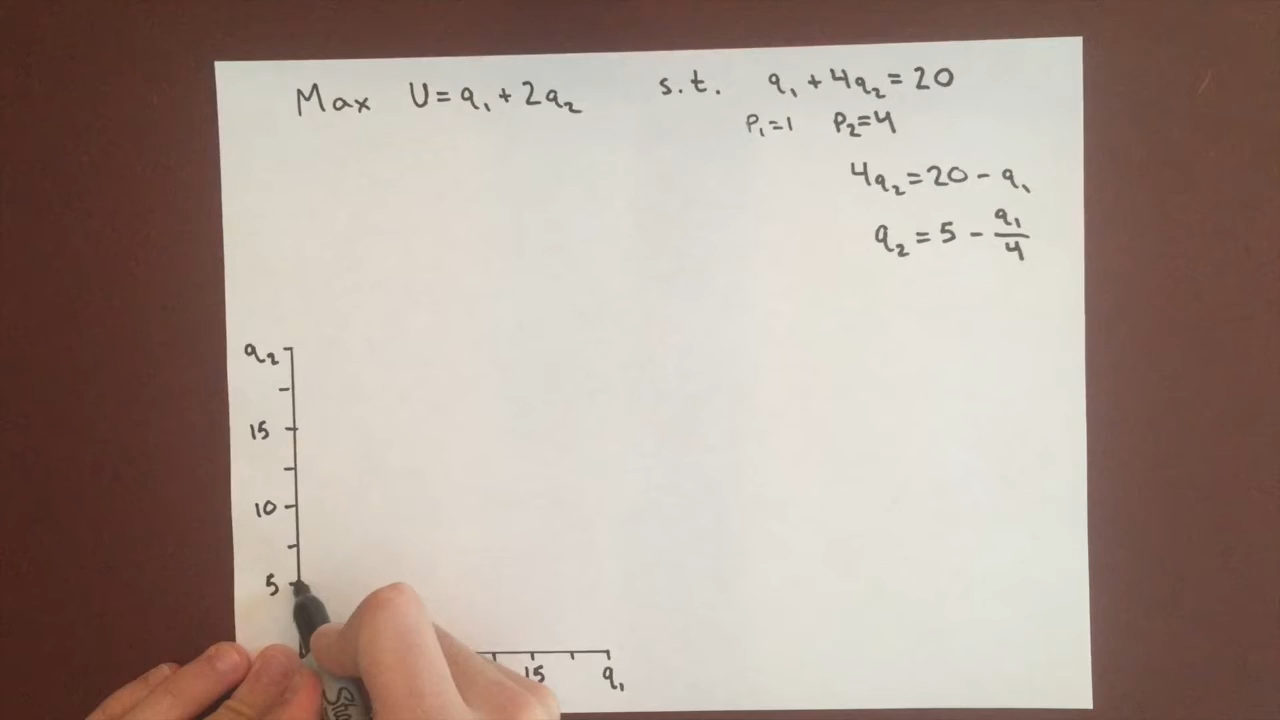 Max U = q₁ + 2q₂ s.t. q₁ + 4q₂ = 20
P₁=1 P₂=4
4q₂ = 20 - q₁
q₂ = 5 - q₁/4
q₂
15
10
5
15 q₁